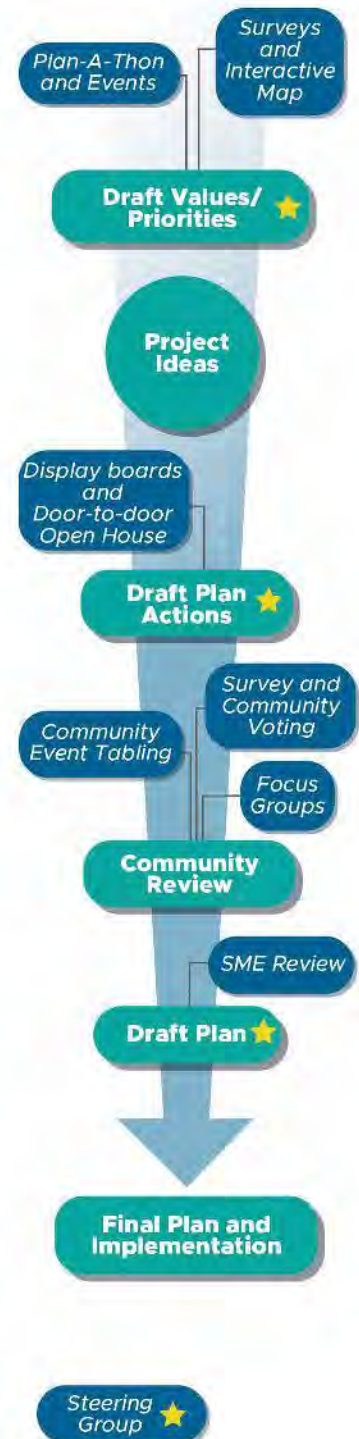 Plan-A-Thon
and Events
Surveys
and
Interactive
Map
Draft Values/
Priorities
Project
Ideas
Display boards
and
Door-to-door
Open House
Draft Plan
Actions
Survey and
Community
Voting
Community
Event Tabling
Focus
Groups
Community
Review
SME Review
Draft Plan
Final Plan and
Implementation
Steering
Group